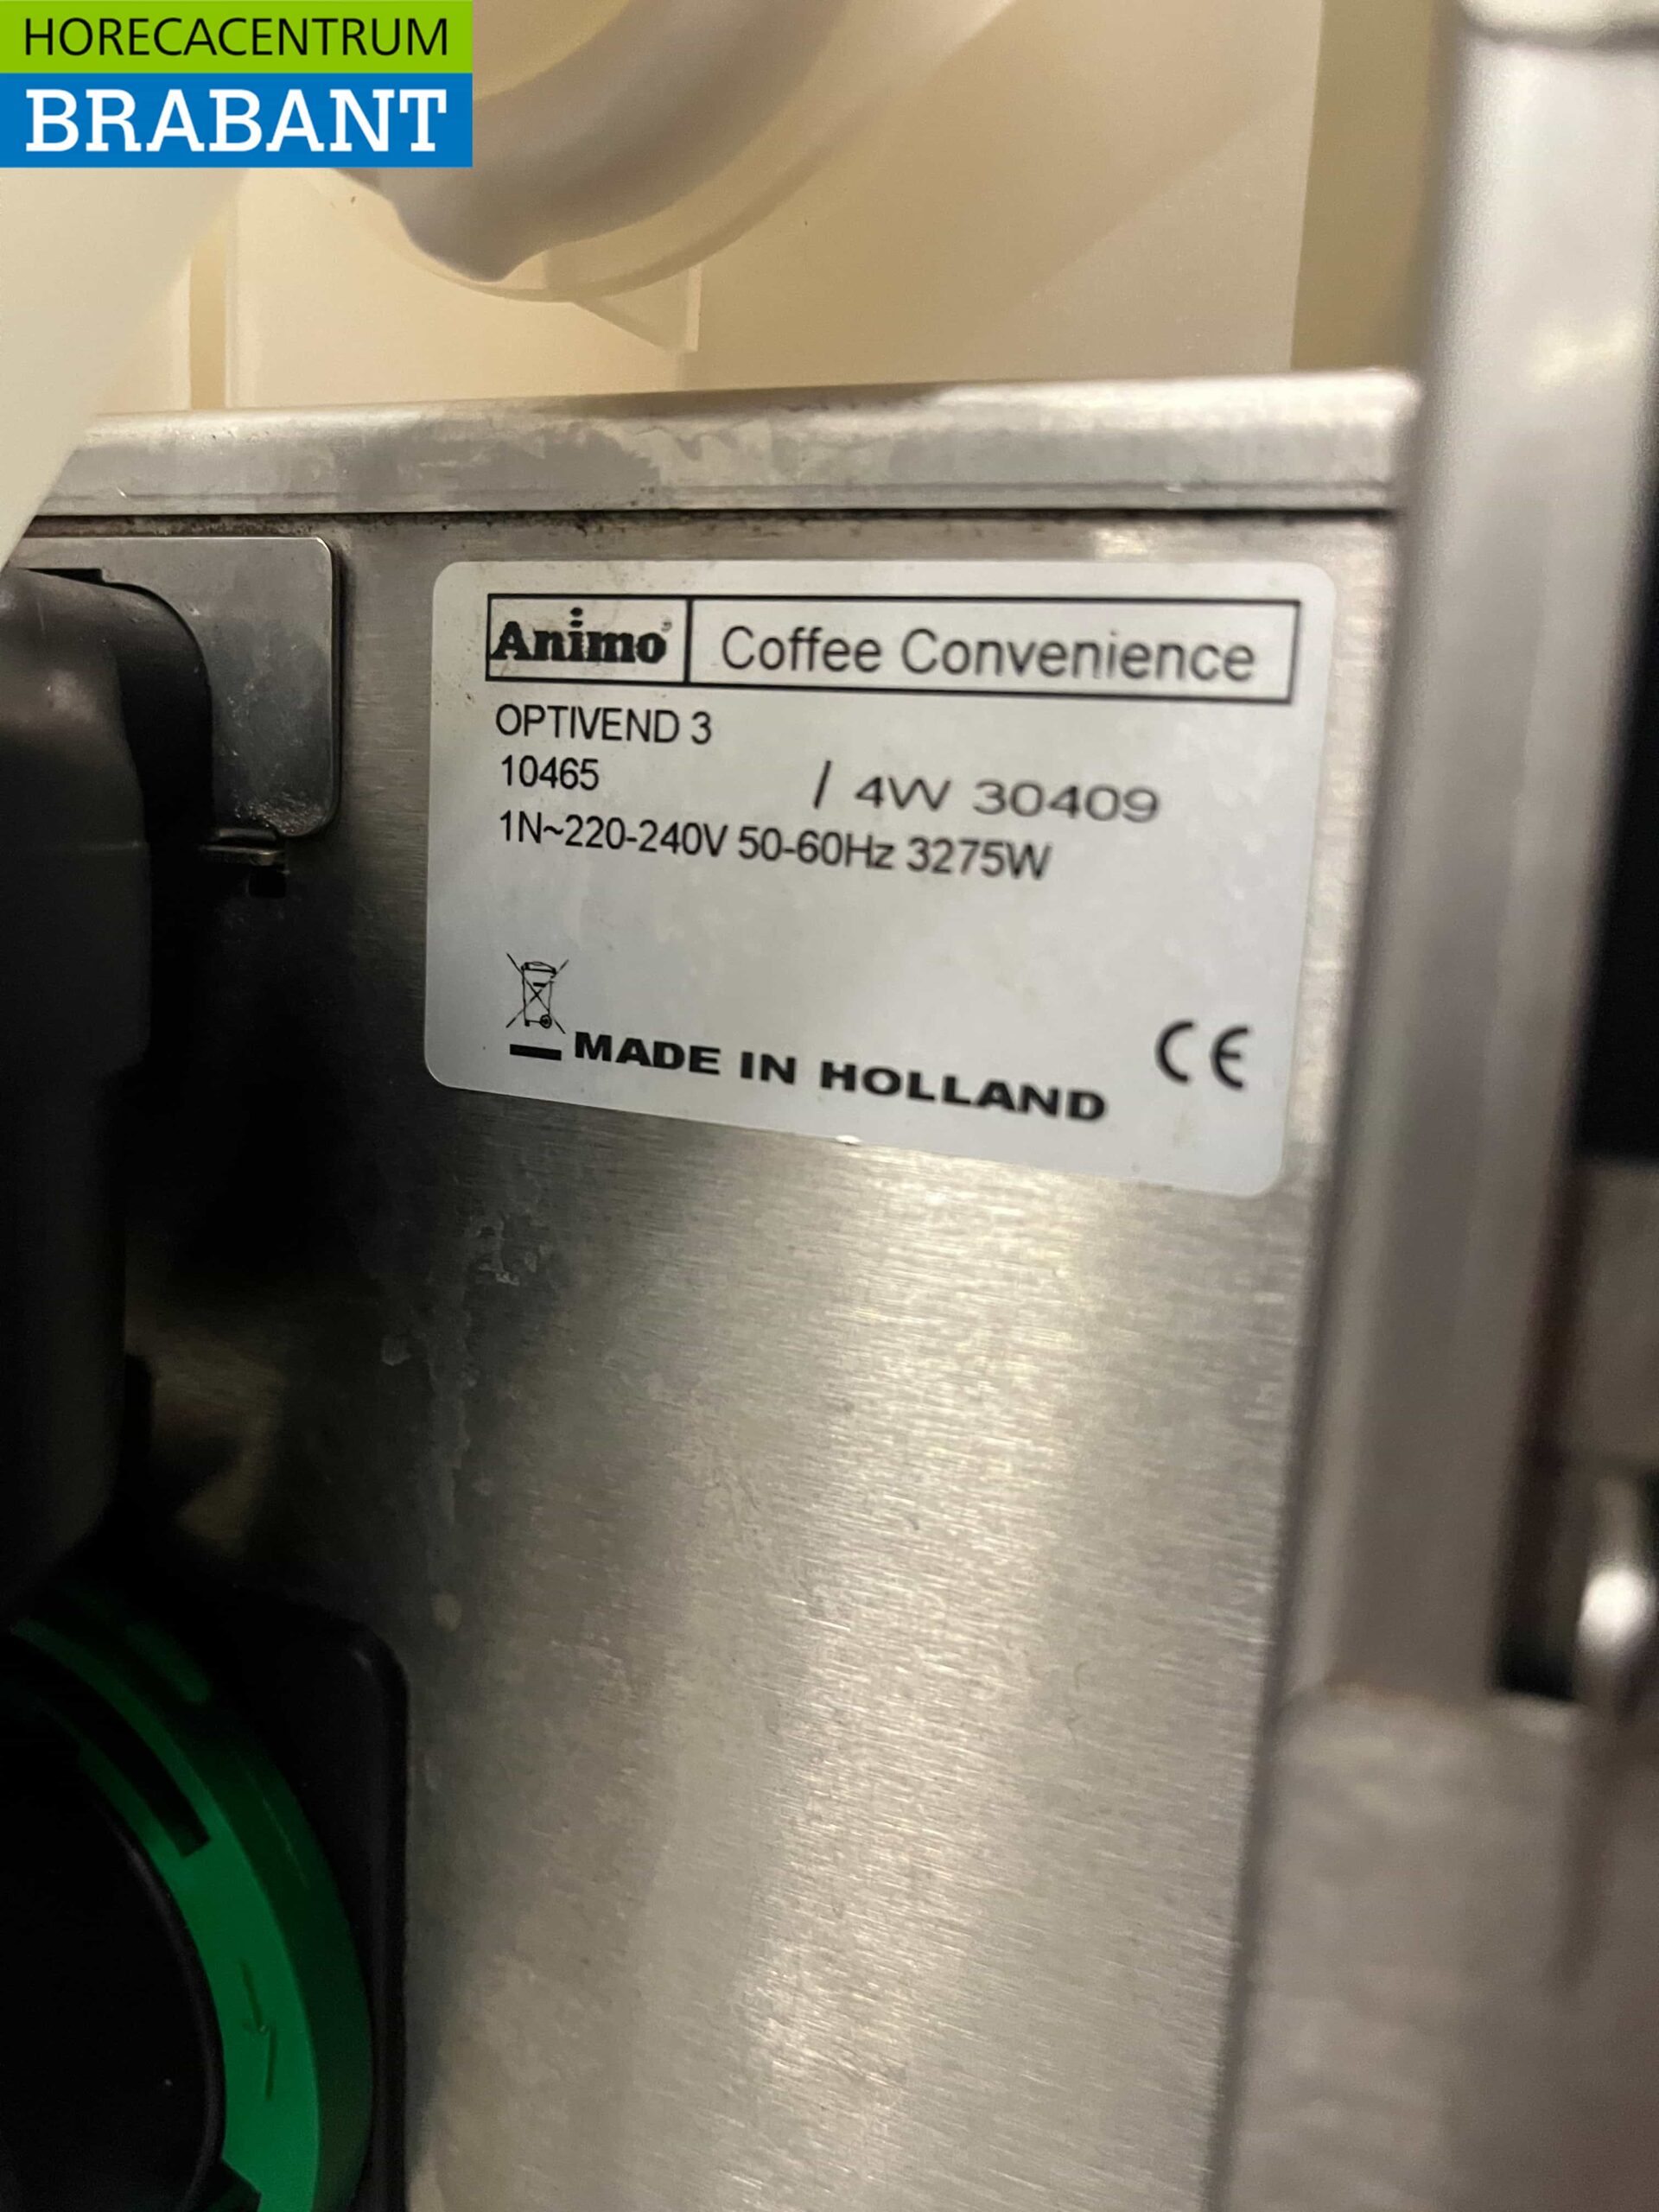 HORECACENTRUM
BRABANT
Animo Coffee Convenience
OPTIVEND 3
10465 / 4W 30409
1N~220-240V 50-60Hz 3275W
MADE IN HOLLAND CE